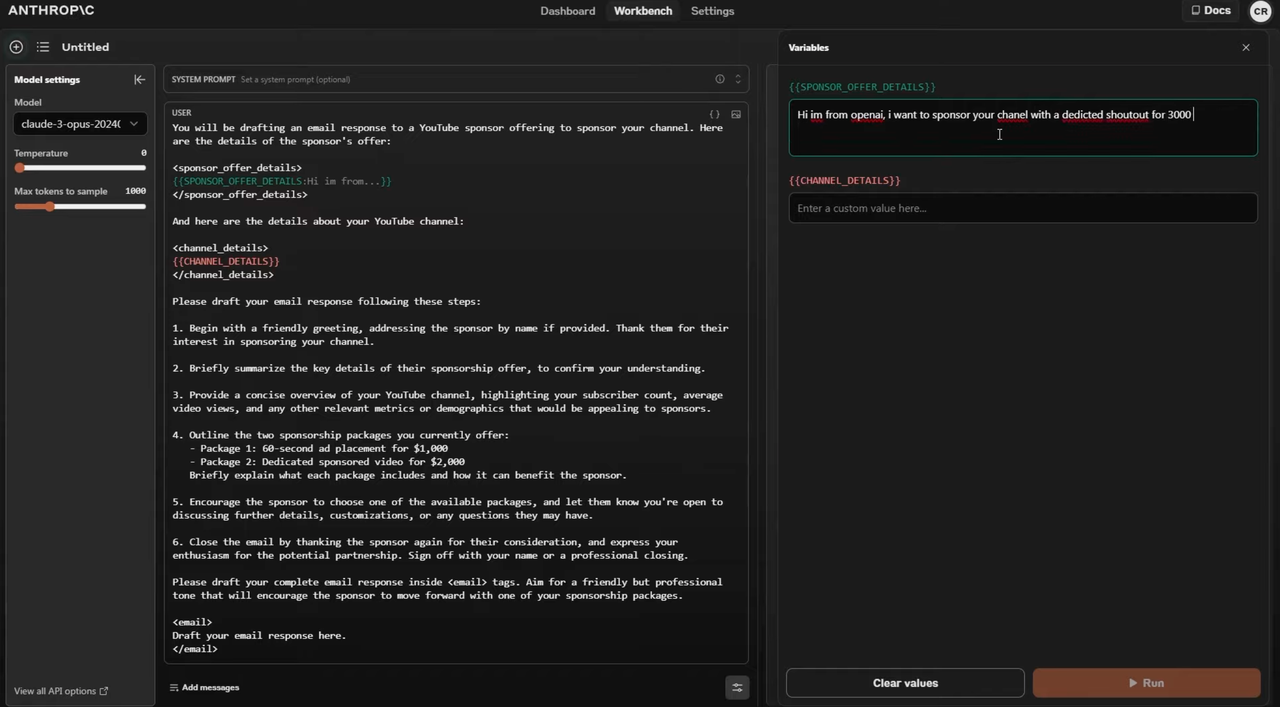 ANTHROP\C
Dashboard
Workbench
Settings
Docs
CR
Untitled
Model settings
Model
claude-3-opus-2024(
Temperature
0
Max tokens to sample
1000
View all API options
SYSTEM PROMPT Set a system prompt (optional)
USER
{}
You will be drafting an email response to a YouTube sponsor offering to sponsor your channel. Here
are the details of the sponsor's offer:
<sponsor_offer_details>
{{SPONSOR_OFFER_DETAILS:Hi im from...}}
</sponsor_offer_details>
And here are the details about your YouTube channel:
<channel_details>
{{CHANNEL_DETAILS}}
</channel_details>
Please draft your email response following these steps:
1. Begin with a friendly greeting, addressing the sponsor by name if provided. Thank them for their
interest in sponsoring your channel.
2. Briefly summarize the key details of their sponsorship offer, to confirm your understanding.
3. Provide a concise overview of your YouTube channel, highlighting your subscriber count, average
video views, and any other relevant metrics or demographics that would be appealing to sponsors.
4. Outline the two sponsorship packages you currently offer:
- Package 1: 60-second ad placement for $1,000
- Package 2: Dedicated sponsored video for $2,000
Briefly explain what each package includes and how it can benefit the sponsor.
5. Encourage the sponsor to choose one of the available packages, and let them know you're open to
discussing further details, customizations, or any questions they may have.
6. Close the email by thanking the sponsor again for their consideration, and express your
enthusiasm for the potential partnership. Sign off with your name or a professional closing.
Please draft your complete email response inside <email> tags. Aim for a friendly but professional
tone that will encourage the sponsor to move forward with one of your sponsorship packages.
<email>
Draft your email response here.
</email>
Add messages
Variables
{{SPONSOR_OFFER_DETAILS}}
Hi im from openai, i want to sponsor your chanel with a dedicted shoutout for 3000
{{CHANNEL_DETAILS}}
Enter a custom value here...
Clear values
Run